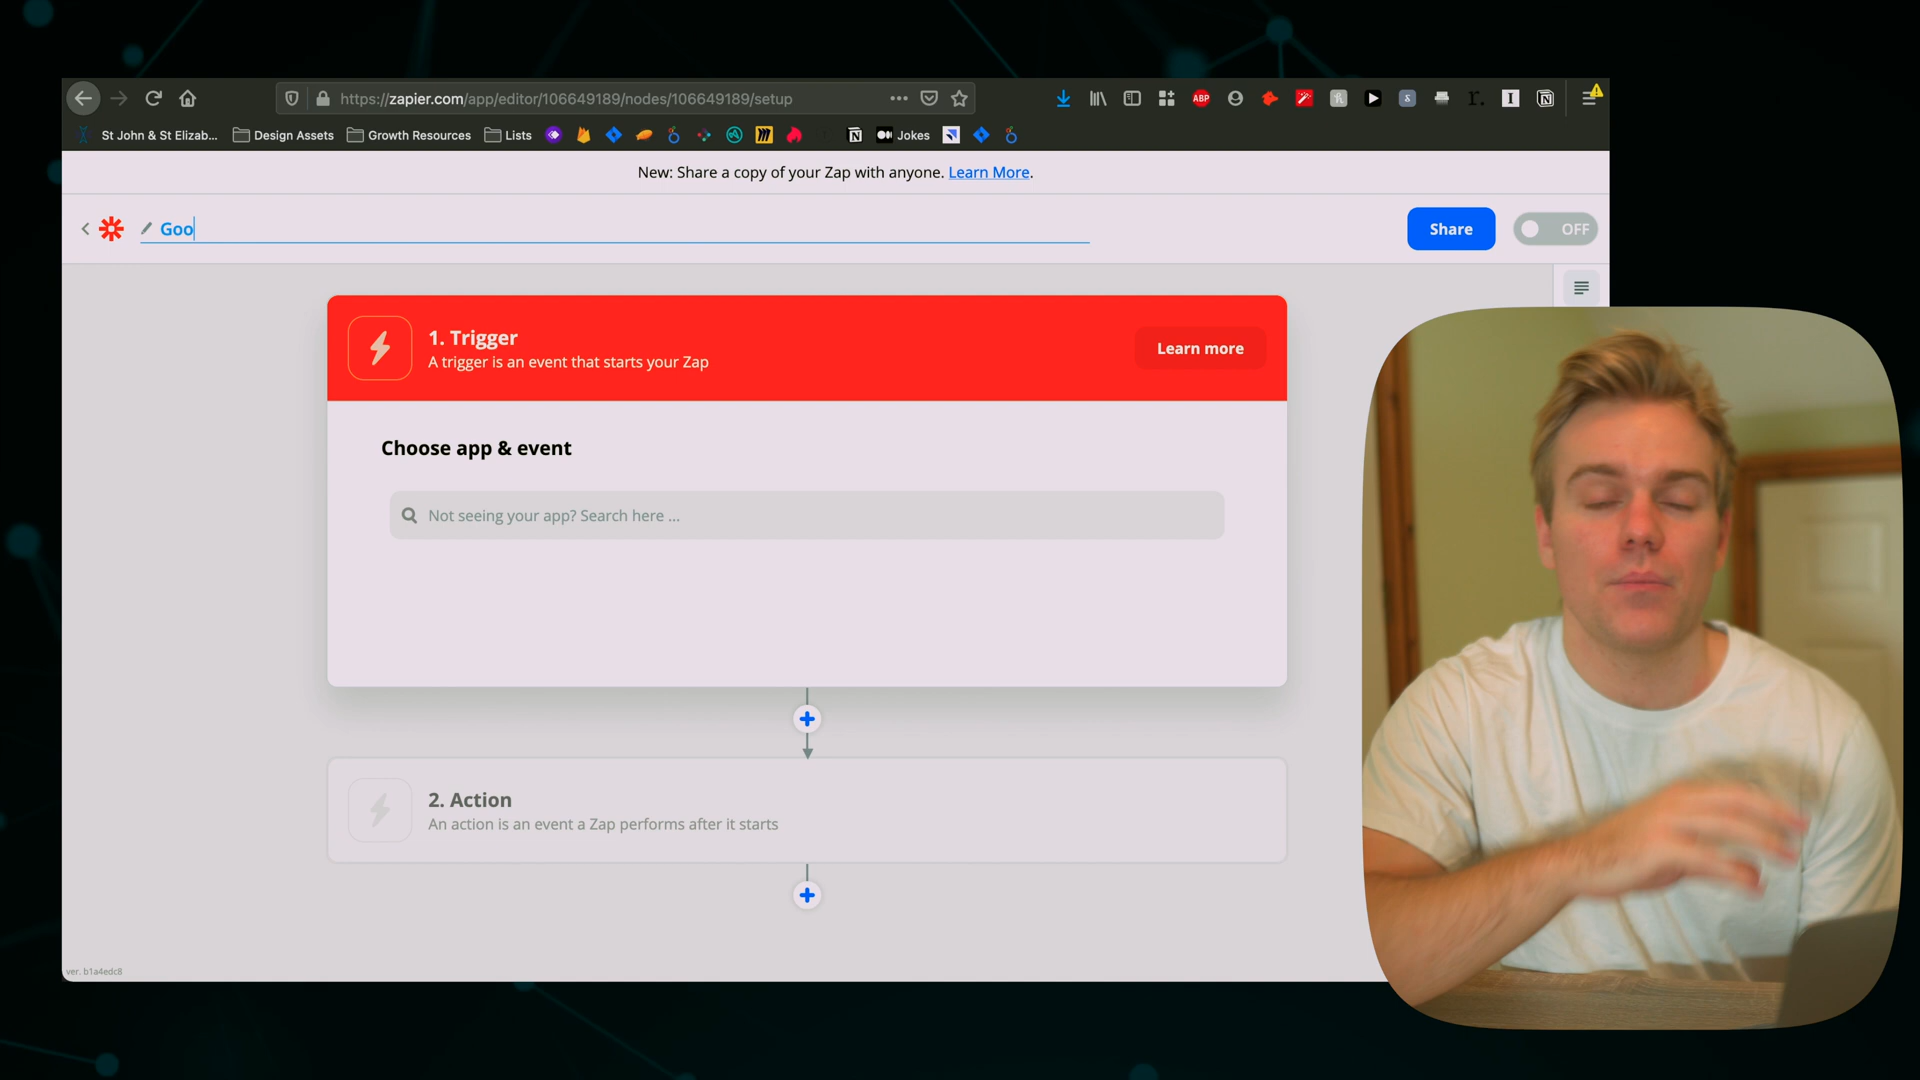 https://zapier.com/app/editor/106649189/nodes/106649189/setup
ABP
St John & St Elizab...
Design Assets
Growth Resources
Lists
Jokes
New: Share a copy of your Zap with anyone. Learn More.
Goo
Share
OFF
1. Trigger
A trigger is an event that starts your Zap
Learn more
Choose app & event
Not seeing your app? Search here ...
2. Action
An action is an event a Zap performs after it starts
ver. b1a4edc8